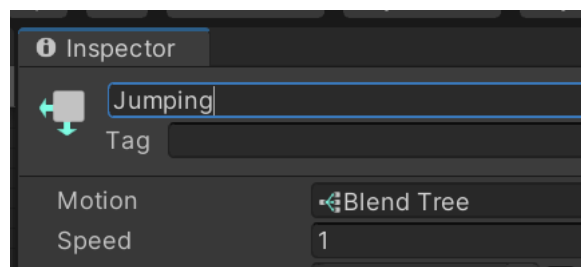 Inspector
Jumping
Tag
Motion Blend Tree
Speed 1